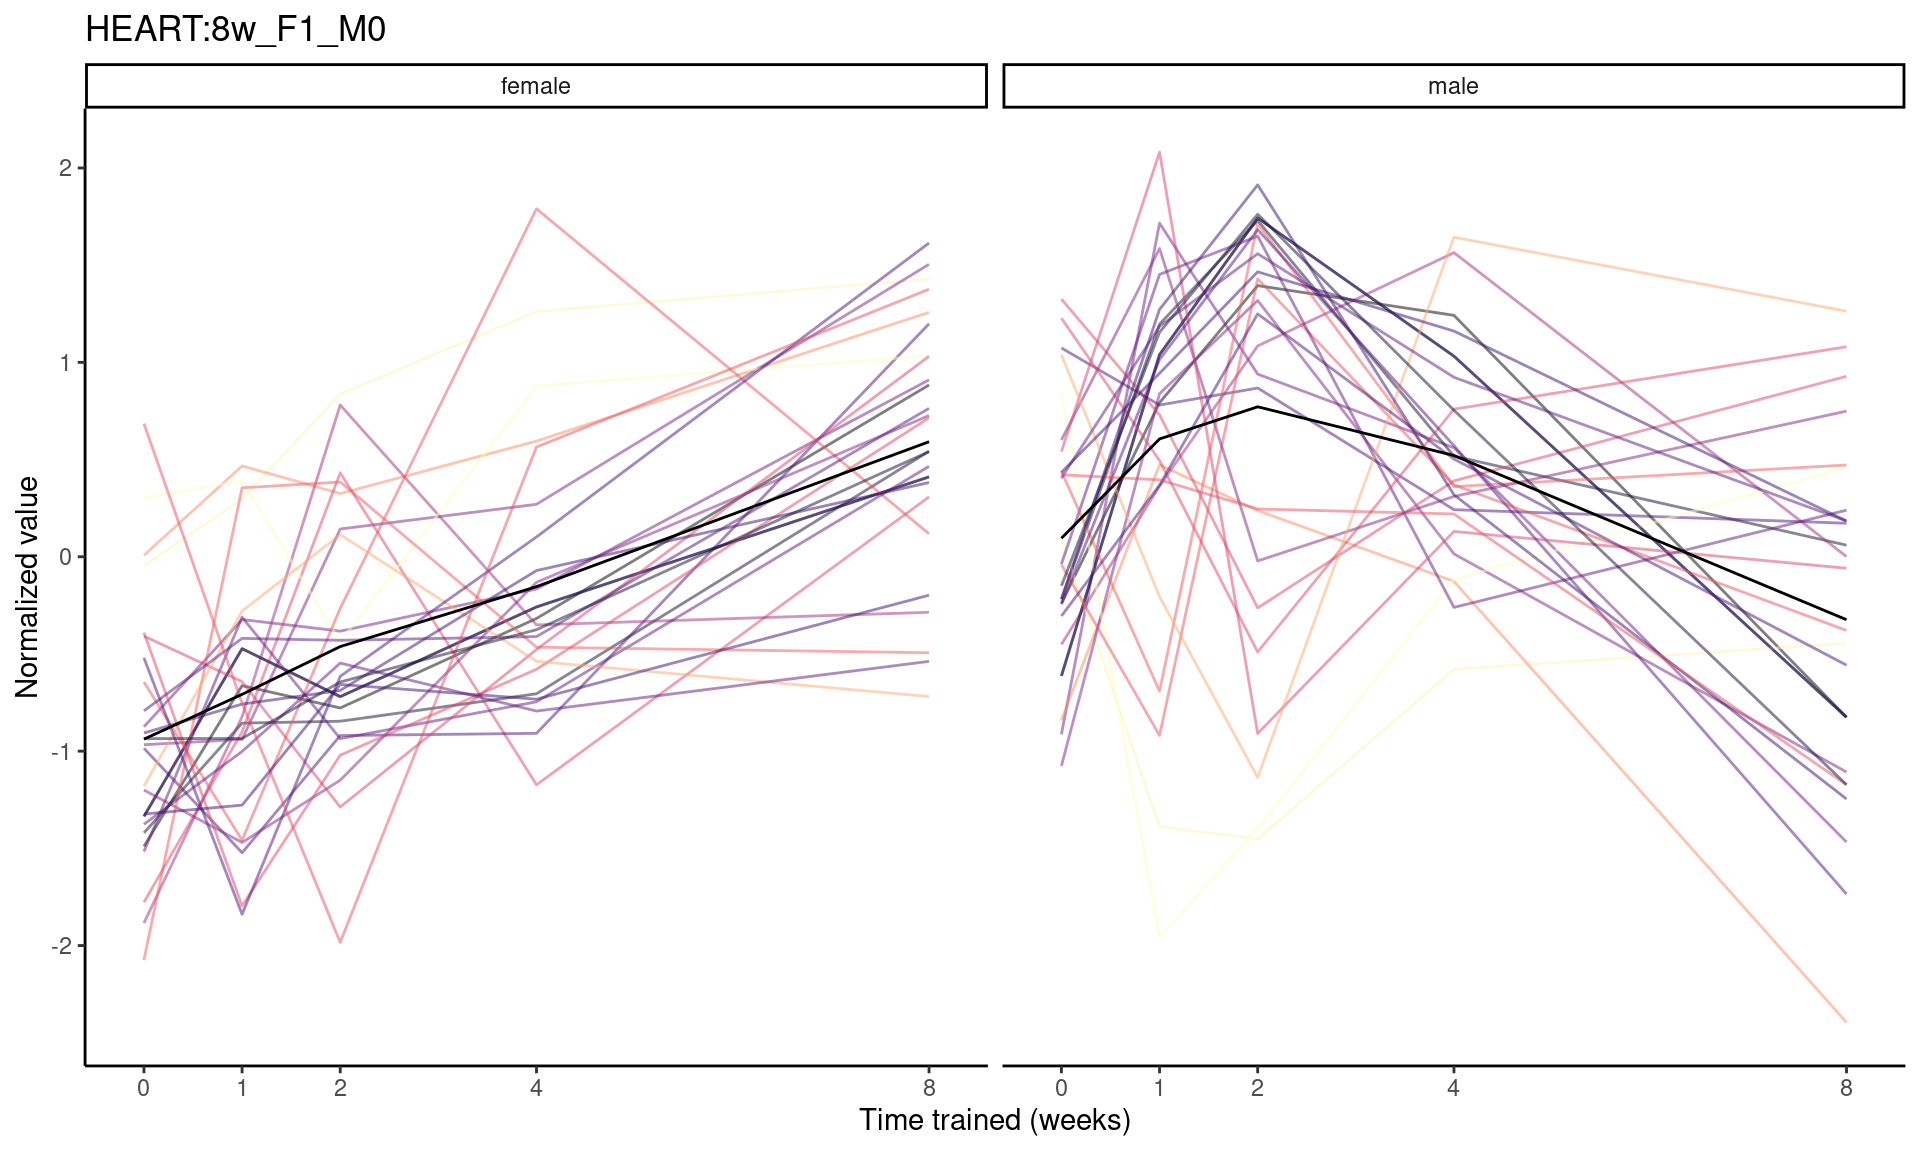 HEART:8w_F1_M0
female
male
Normalized value
2
1
0
-1
-2
0 1 2 4 8
0 1 2 4 8
Time trained (weeks)